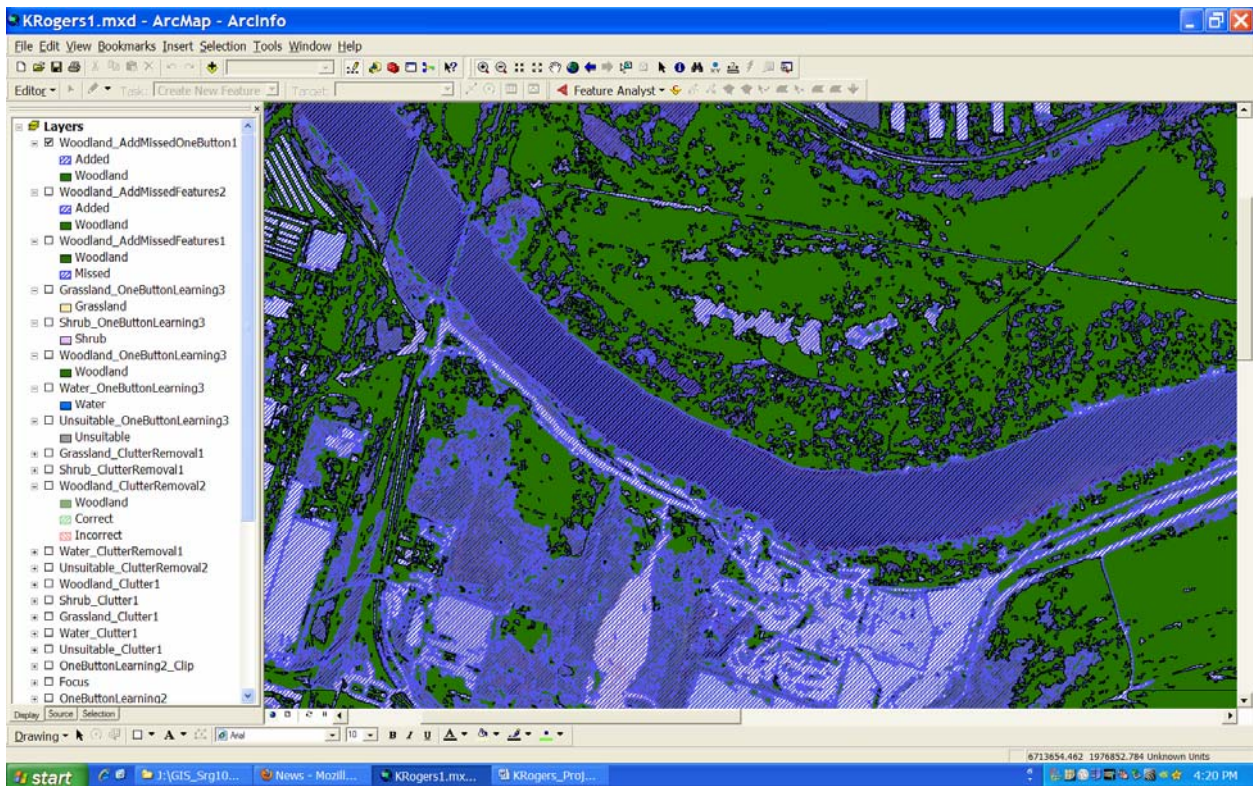 KRogers1.mxd - ArcMap - ArcInfo
File Edit View Bookmarks Insert Selection Tools Window Help
Editor Task: Create New Feature Target: Feature Analyst
Layers
Woodland_AddMissedOneButton1
Added
Woodland
Woodland_AddMissedFeatures2
Added
Woodland
Woodland_AddMissedFeatures1
Woodland
Missed
Grassland_OneButtonLearning3
Grassland
Shrub_OneButtonLearning3
Shrub
Woodland_OneButtonLearning3
Woodland
Water_OneButtonLearning3
Water
Unsuitable_OneButtonLearning3
Unsuitable
Grassland_ClutterRemoval1
Shrub_ClutterRemoval1
Woodland_ClutterRemoval2
Woodland
Correct
Incorrect
Water_ClutterRemoval1
Unsuitable_ClutterRemoval2
Woodland_Clutter1
Shrub_Clutter1
Grassland_Clutter1
Water_Clutter1
Unsuitable_Clutter1
OneButtonLearning2_Clip
Focus
OneButtonLearning2
Display Source Selection
Drawing A Arial 10 B I U A
6713654.462 1976852.784 Unknown Units
start J:\GIS_Srg10... News - Mozill... KRogers1.mx... KRogers_Proj... 4:20 PM